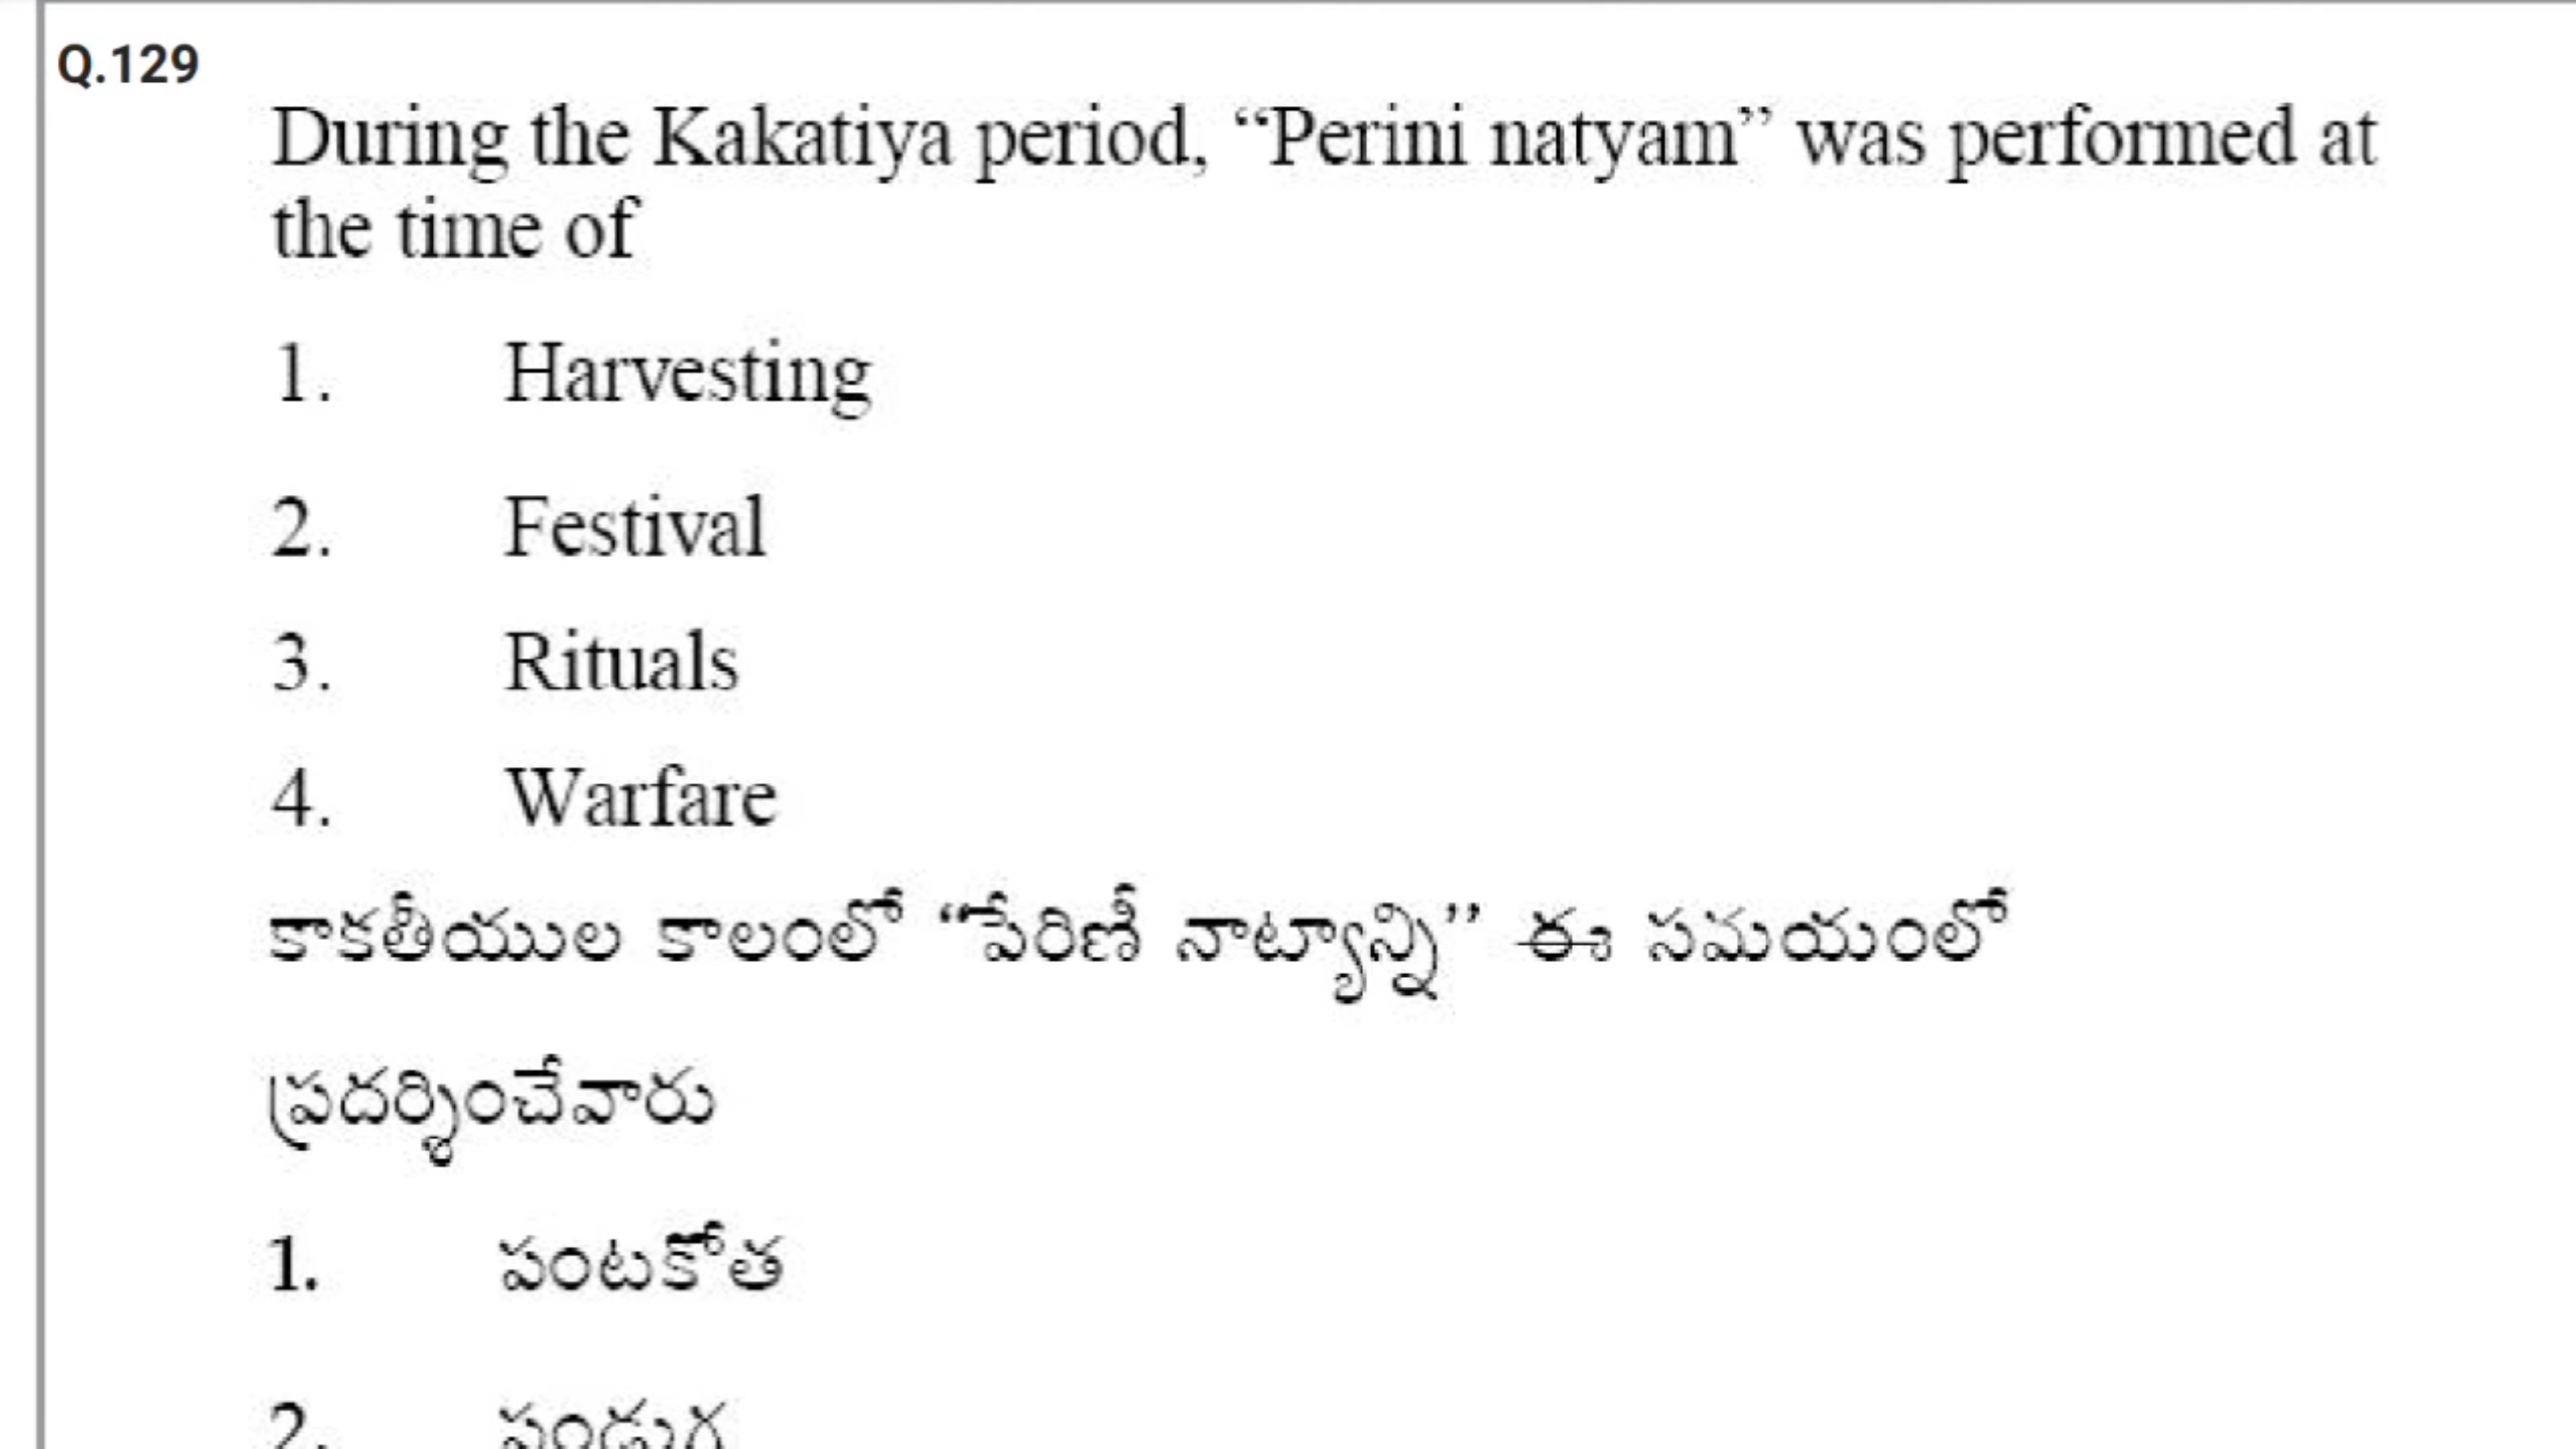 Q.129
During the Kakatiya period, “Perini natyam” was performed at
the time of
1. Harvesting
2. Festival
3. Rituals
4. Warfare
కాకతీయుల కాలంలో “పేరిణీ నాట్యాన్ని” ఈ సమయంలో
ప్రదర్శించేవారు
1. పంటకోత
2. పండుగ